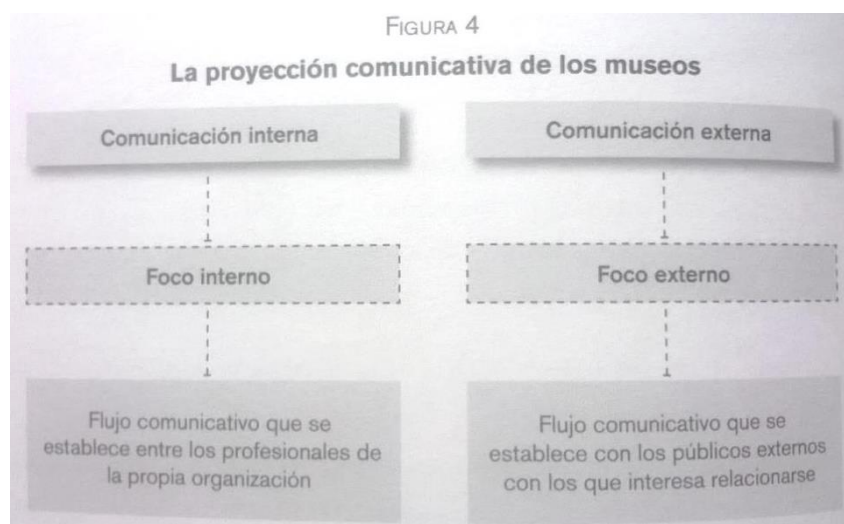 FIGURA 4
La proyección comunicativa de los museos
Comunicación interna
Comunicación externa
Foco interno
Foco externo
Flujo comunicativo que se
establece entre los profesionales de
la propia organización
Flujo comunicativo que se
establece con los públicos externos
con los que interesa relacionarse